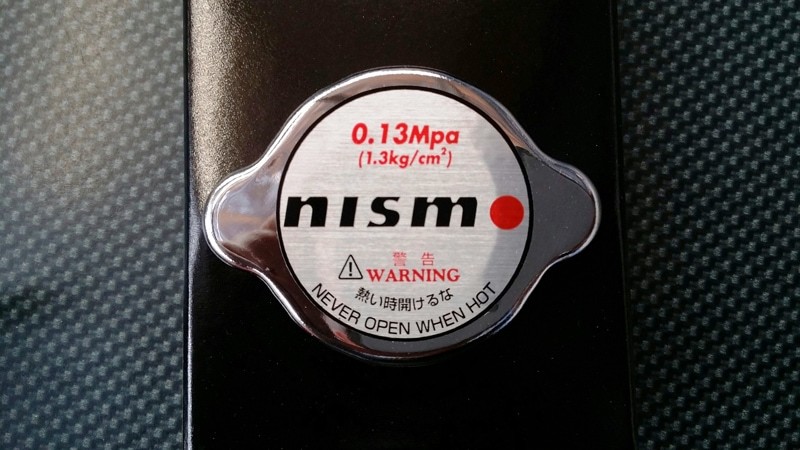 0.13Mpa
(1.3kg/cm²)
nismo
警告
WARNING
熱い時開けるな
NEVER OPEN WHEN HOT